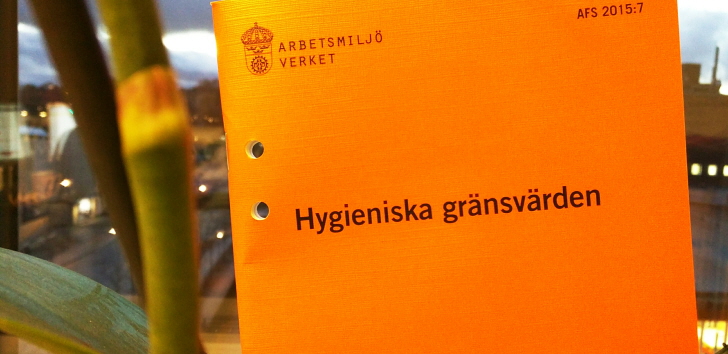 AFS 2015:7
ARBETSMILJÖ
VERKET
Hygieniska gränsvärden